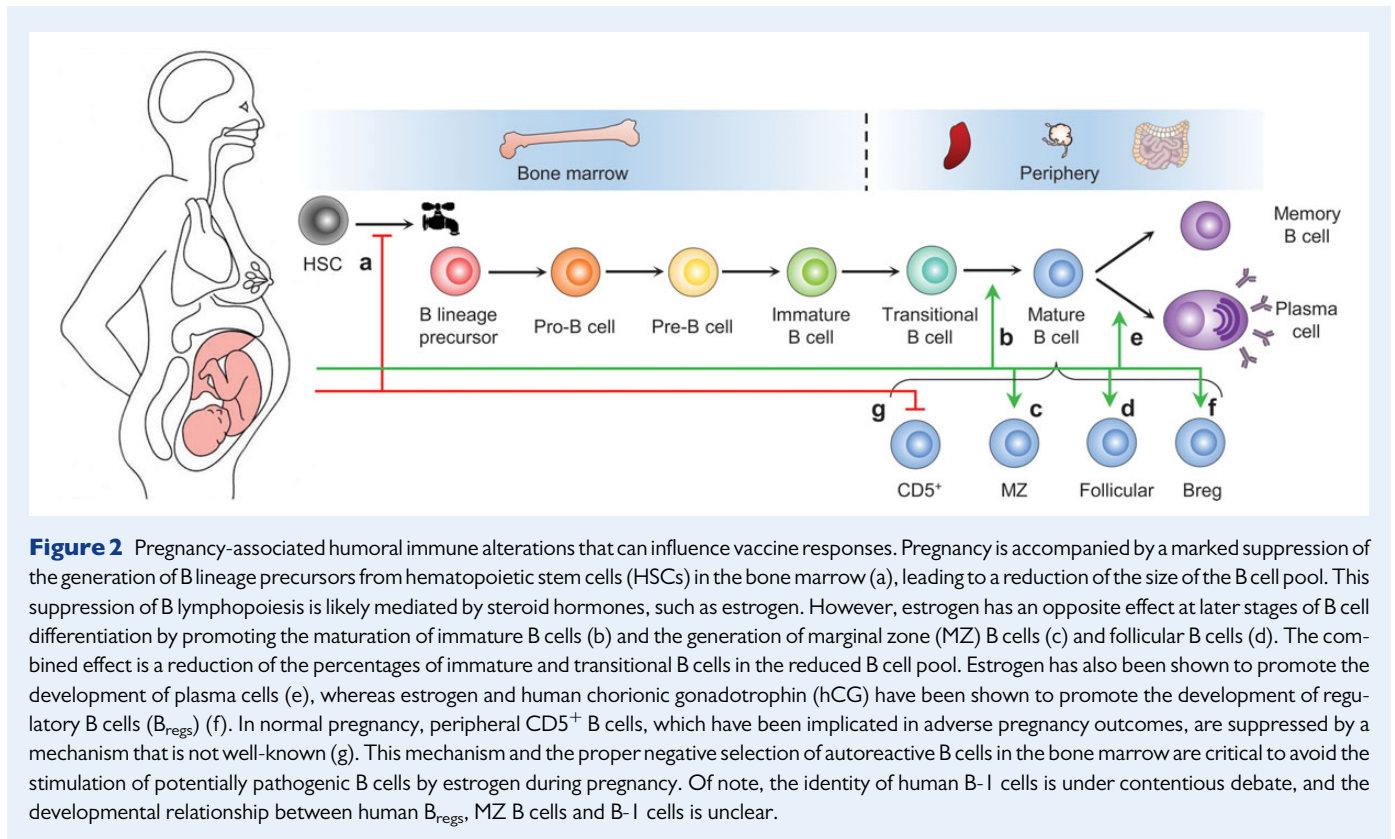 Bone marrow
Periphery
HSC
a
B lineage
precursor
Pro-B cell
Pre-B cell
Immature
B cell
Transitional
B cell
b
Mature
B cell
e
Memory
B cell
Plasma
cell
g
c
d
f
CD5⁺
MZ
Follicular
Breg
Figure 2 Pregnancy-associated humoral immune alterations that can influence vaccine responses. Pregnancy is accompanied by a marked suppression of
the generation of B lineage precursors from hematopoietic stem cells (HSCs) in the bone marrow (a), leading to a reduction of the size of the B cell pool. This
suppression of B lymphopoiesis is likely mediated by steroid hormones, such as estrogen. However, estrogen has an opposite effect at later stages of B cell
differentiation by promoting the maturation of immature B cells (b) and the generation of marginal zone (MZ) B cells (c) and follicular B cells (d). The com-
bined effect is a reduction of the percentages of immature and transitional B cells in the reduced B cell pool. Estrogen has also been shown to promote the
development of plasma cells (e), whereas estrogen and human chorionic gonadotrophin (hCG) have been shown to promote the development of regu-
latory B cells (Bregs) (f). In normal pregnancy, peripheral CD5⁺ B cells, which have been implicated in adverse pregnancy outcomes, are suppressed by a
mechanism that is not well-known (g). This mechanism and the proper negative selection of autoreactive B cells in the bone marrow are critical to avoid the
stimulation of potentially pathogenic B cells by estrogen during pregnancy. Of note, the identity of human B-1 cells is under contentious debate, and the
developmental relationship between human Bregs, MZ B cells and B-1 cells is unclear.